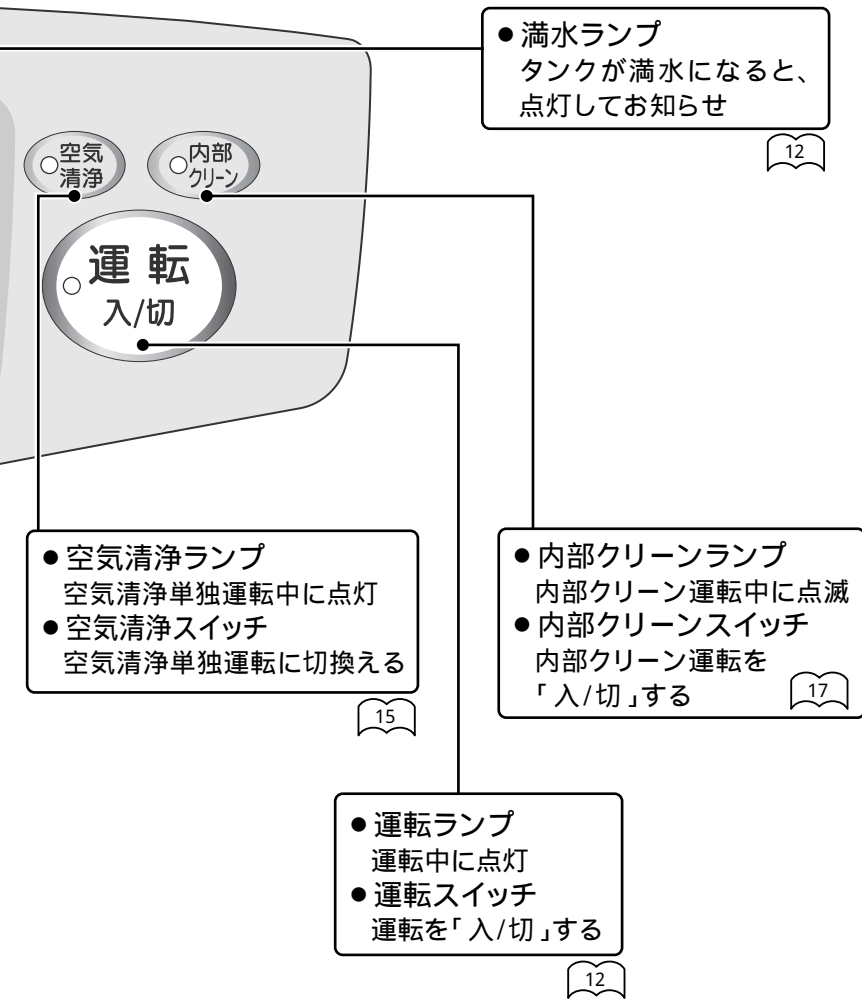 ● 満水ランプ
タンクが満水になると、
点灯してお知らせ
12
空気
清浄
内部
クリーン
運転
入/切
● 空気清浄ランプ
空気清浄単独運転中に点灯
● 空気清浄スイッチ
空気清浄単独運転に切換える
15
● 内部クリーンランプ
内部クリーン運転中に点滅
● 内部クリーンスイッチ
内部クリーン運転を
「入/切」する
17
● 運転ランプ
運転中に点灯
● 運転スイッチ
運転を「入/切」する
12